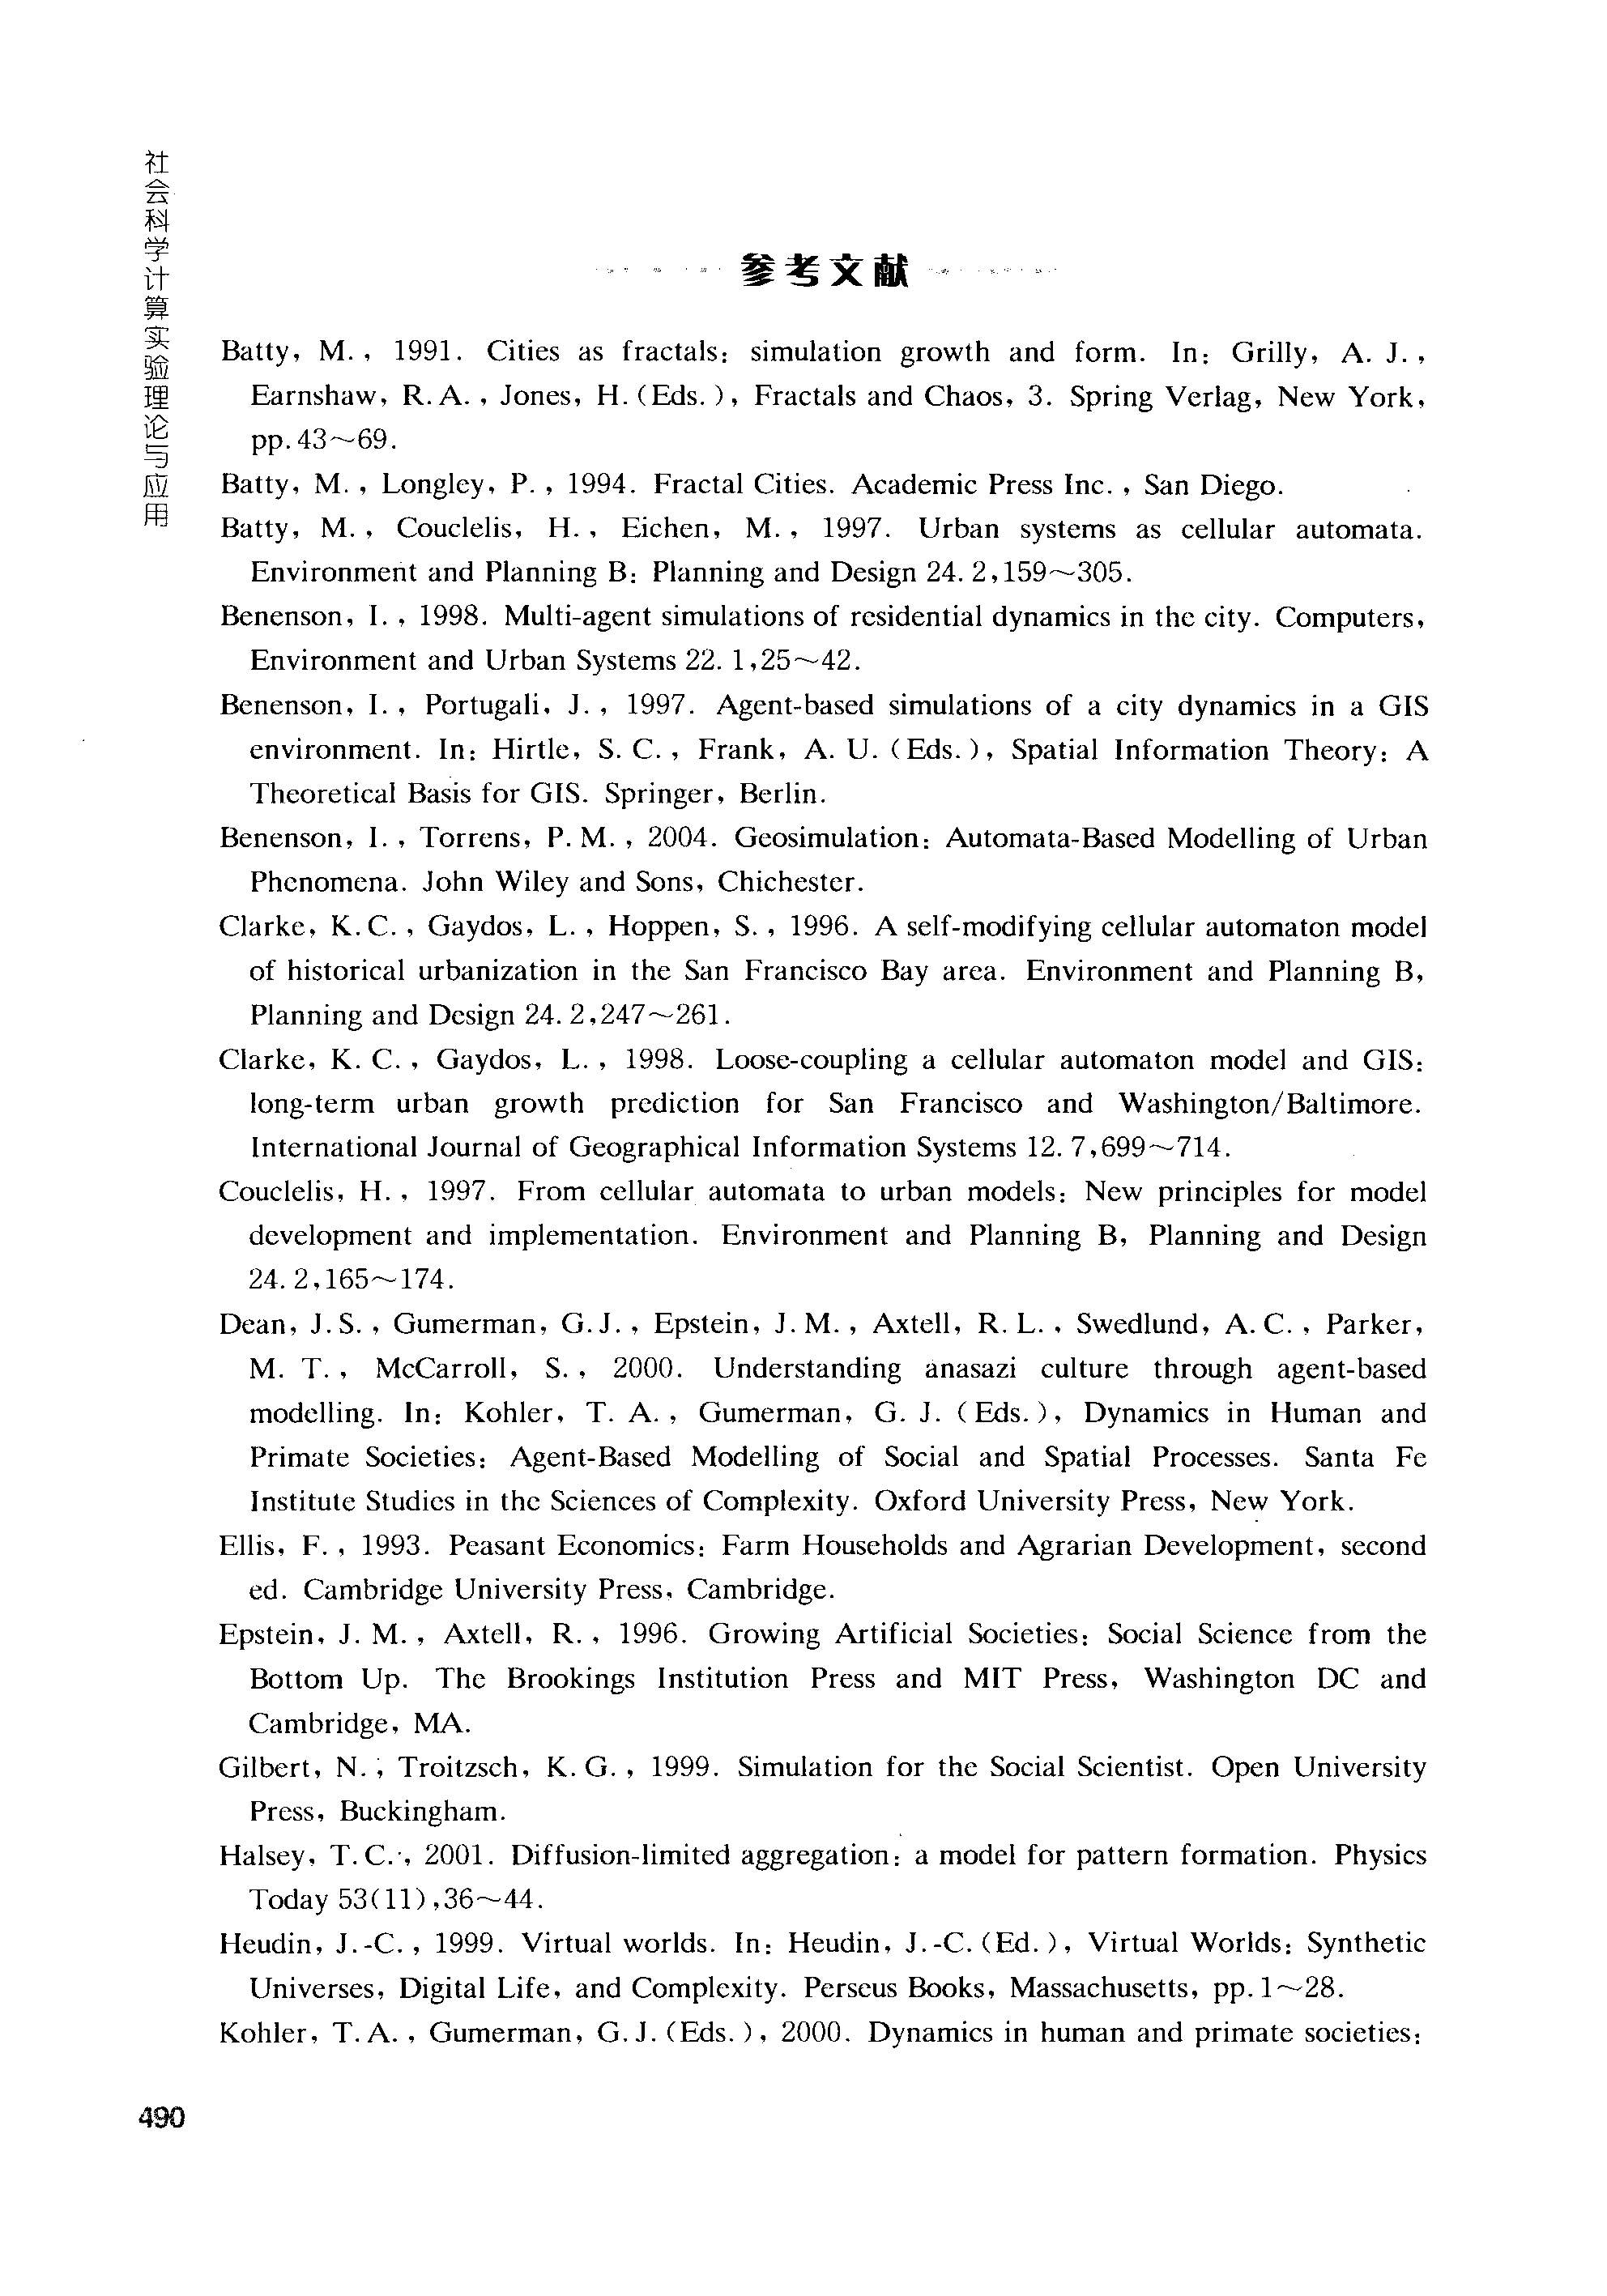 社会科学计算实验理论与应用
参考文献
Batty, M., 1991. Cities as fractals: simulation growth and form. In: Grilly, A. J.,
Earnshaw, R. A., Jones, H. (Eds.), Fractals and Chaos, 3. Spring Verlag, New York,
pp. 43～69.
Batty, M., Longley, P., 1994. Fractal Cities. Academic Press Inc., San Diego.
Batty, M., Couclelis, H., Eichen, M., 1997. Urban systems as cellular automata.
Environment and Planning B: Planning and Design 24. 2,159～305.
Benenson, I., 1998. Multi-agent simulations of residential dynamics in the city. Computers,
Environment and Urban Systems 22. 1,25～42.
Benenson, I., Portugali, J., 1997. Agent-based simulations of a city dynamics in a GIS
environment. In: Hirtle, S. C., Frank, A. U. (Eds.), Spatial Information Theory: A
Theoretical Basis for GIS. Springer, Berlin.
Benenson, I., Torrens, P. M., 2004. Geosimulation: Automata-Based Modelling of Urban
Phenomena. John Wiley and Sons, Chichester.
Clarke, K. C., Gaydos, L., Hoppen, S., 1996. A self-modifying cellular automaton model
of historical urbanization in the San Francisco Bay area. Environment and Planning B,
Planning and Design 24. 2,247～261.
Clarke, K. C., Gaydos, L., 1998. Loose-coupling a cellular automaton model and GIS:
long-term urban growth prediction for San Francisco and Washington/Baltimore.
International Journal of Geographical Information Systems 12. 7,699～714.
Couclelis, H., 1997. From cellular automata to urban models: New principles for model
development and implementation. Environment and Planning B, Planning and Design
24. 2,165～174.
Dean, J. S., Gumerman, G. J., Epstein, J. M., Axtell, R. L., Swedlund, A. C., Parker,
M. T., McCarroll, S., 2000. Understanding anasazi culture through agent-based
modelling. In: Kohler, T. A., Gumerman, G. J. (Eds.), Dynamics in Human and
Primate Societies: Agent-Based Modelling of Social and Spatial Processes. Santa Fe
Institute Studies in the Sciences of Complexity. Oxford University Press, New York.
Ellis, F., 1993. Peasant Economics: Farm Households and Agrarian Development, second
ed. Cambridge University Press, Cambridge.
Epstein, J. M., Axtell, R., 1996. Growing Artificial Societies: Social Science from the
Bottom Up. The Brookings Institution Press and MIT Press, Washington DC and
Cambridge, MA.
Gilbert, N., Troitzsch, K. G., 1999. Simulation for the Social Scientist. Open University
Press, Buckingham.
Halsey, T. C., 2001. Diffusion-limited aggregation: a model for pattern formation. Physics
Today 53(11),36～44.
Heudin, J.-C., 1999. Virtual worlds. In: Heudin, J.-C. (Ed.), Virtual Worlds: Synthetic
Universes, Digital Life, and Complexity. Perseus Books, Massachusetts, pp. 1～28.
Kohler, T. A., Gumerman, G. J. (Eds.), 2000. Dynamics in human and primate societies:
490